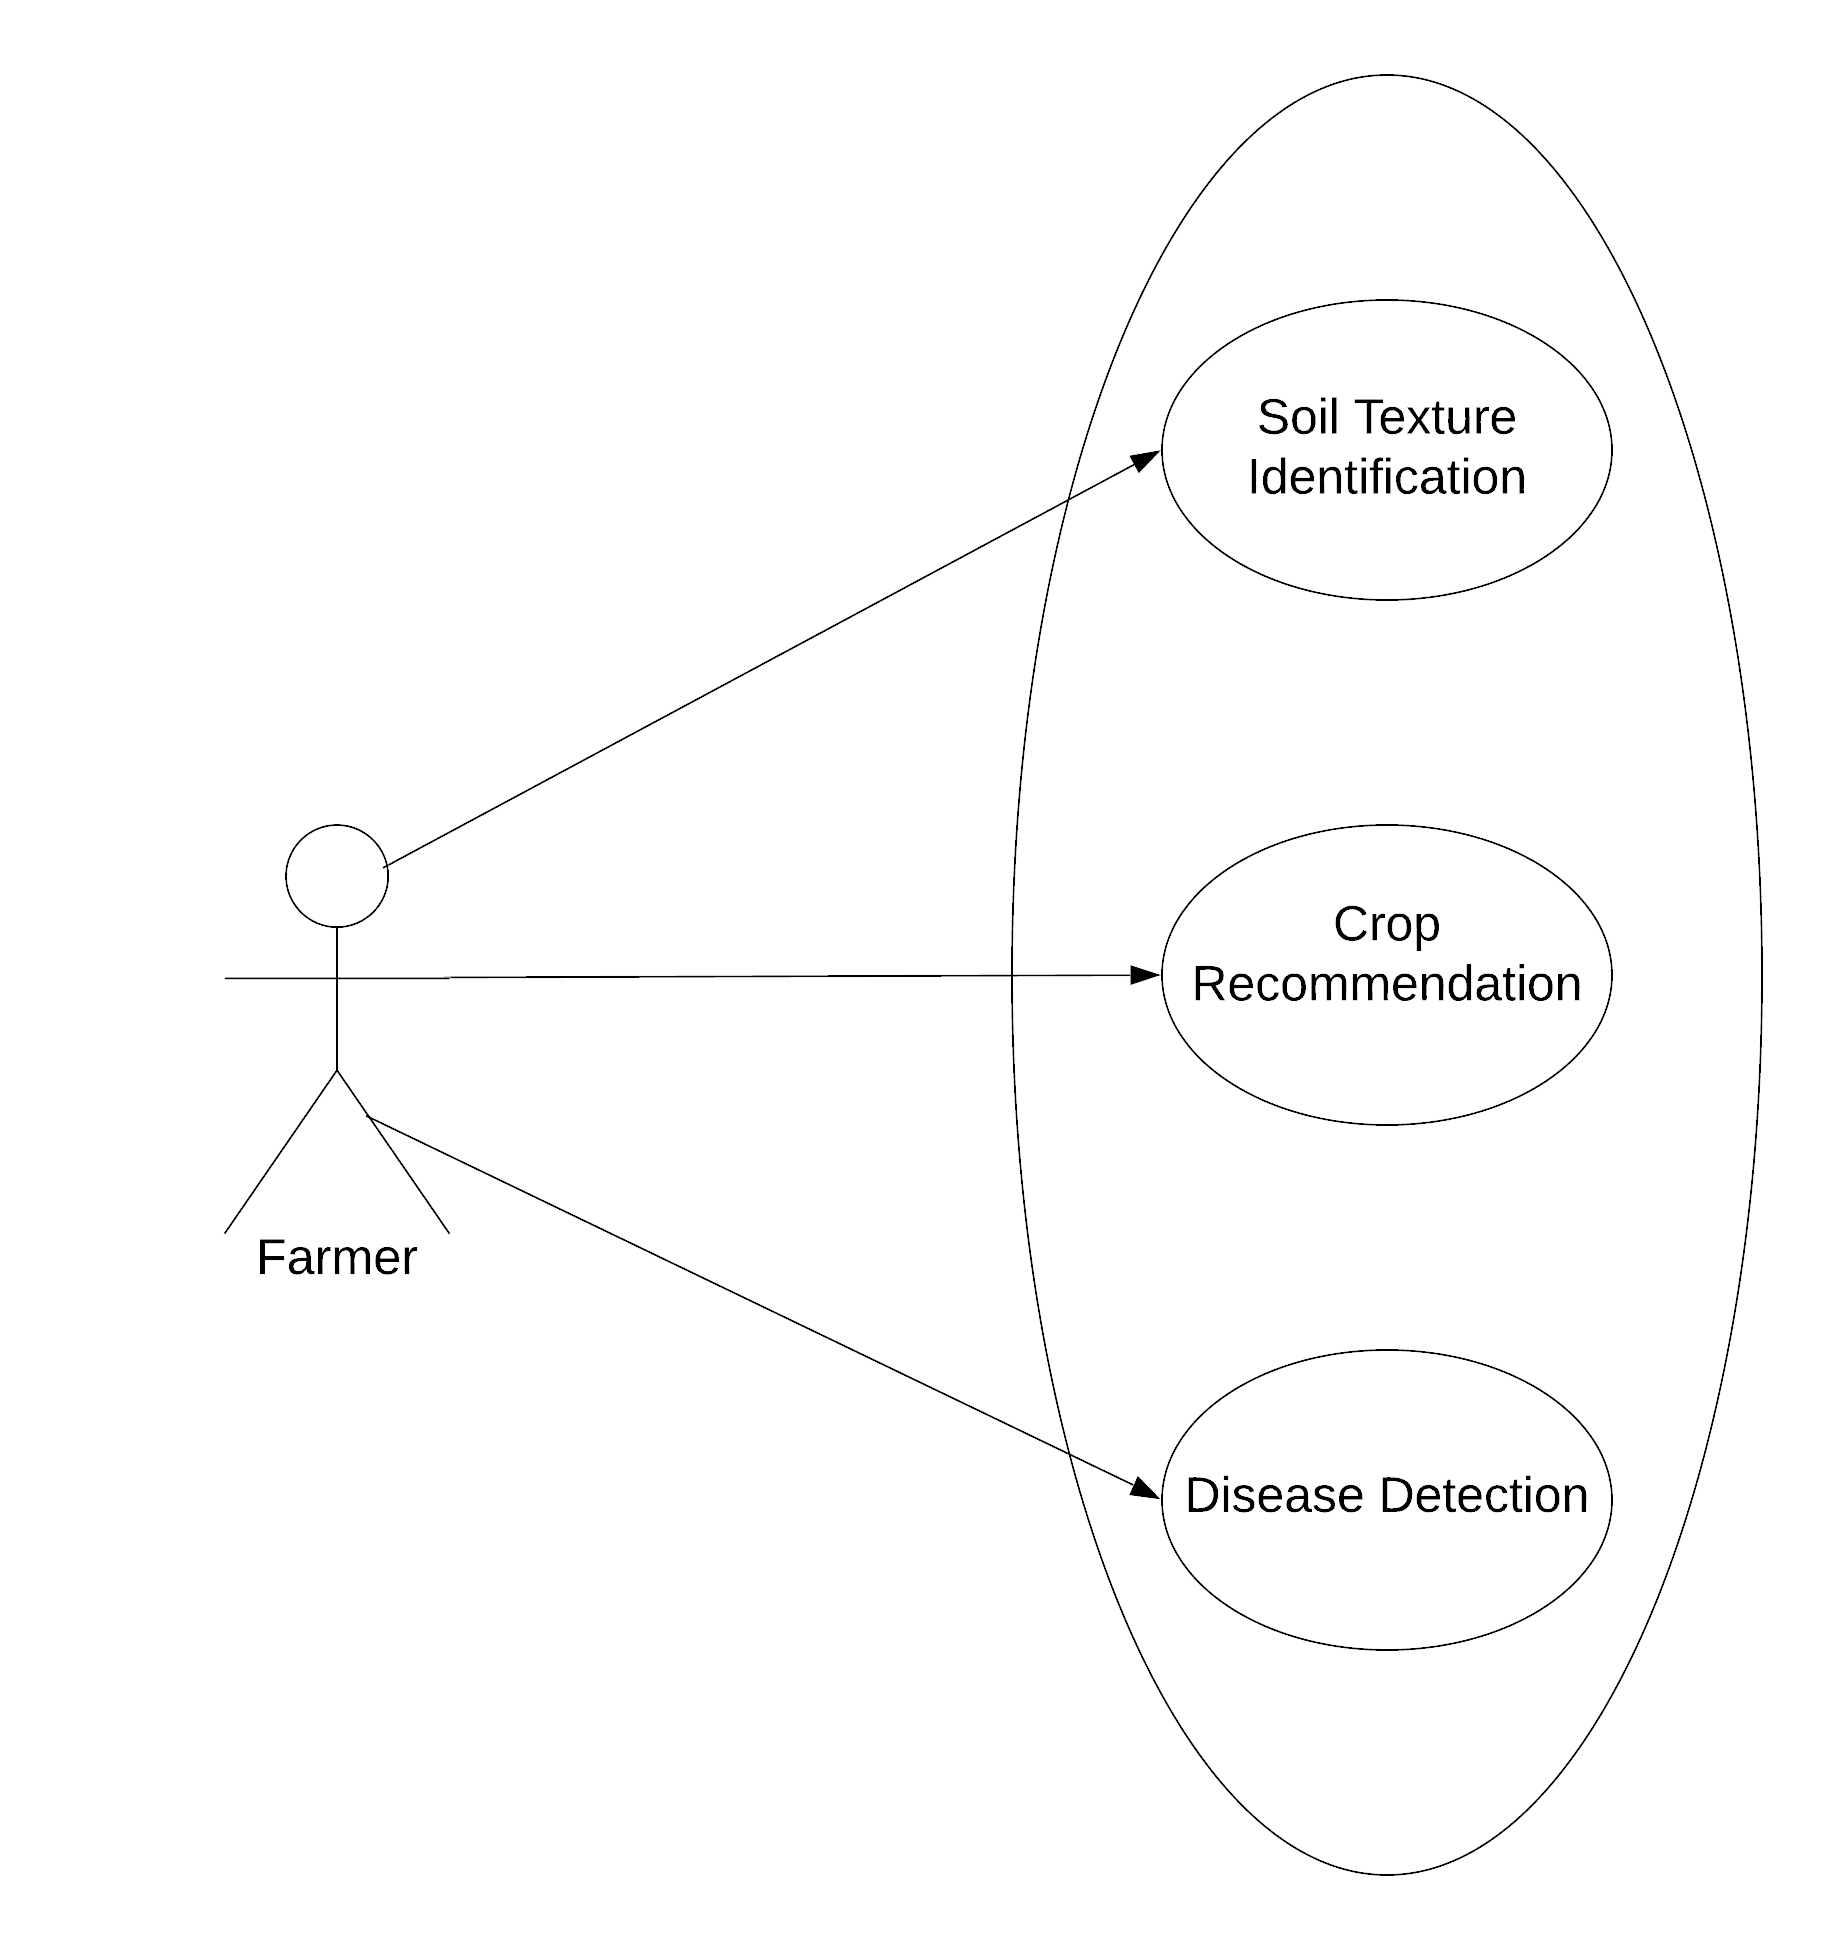 Soil Texture
Identification
Crop
Recommendation
Farmer
Disease Detection